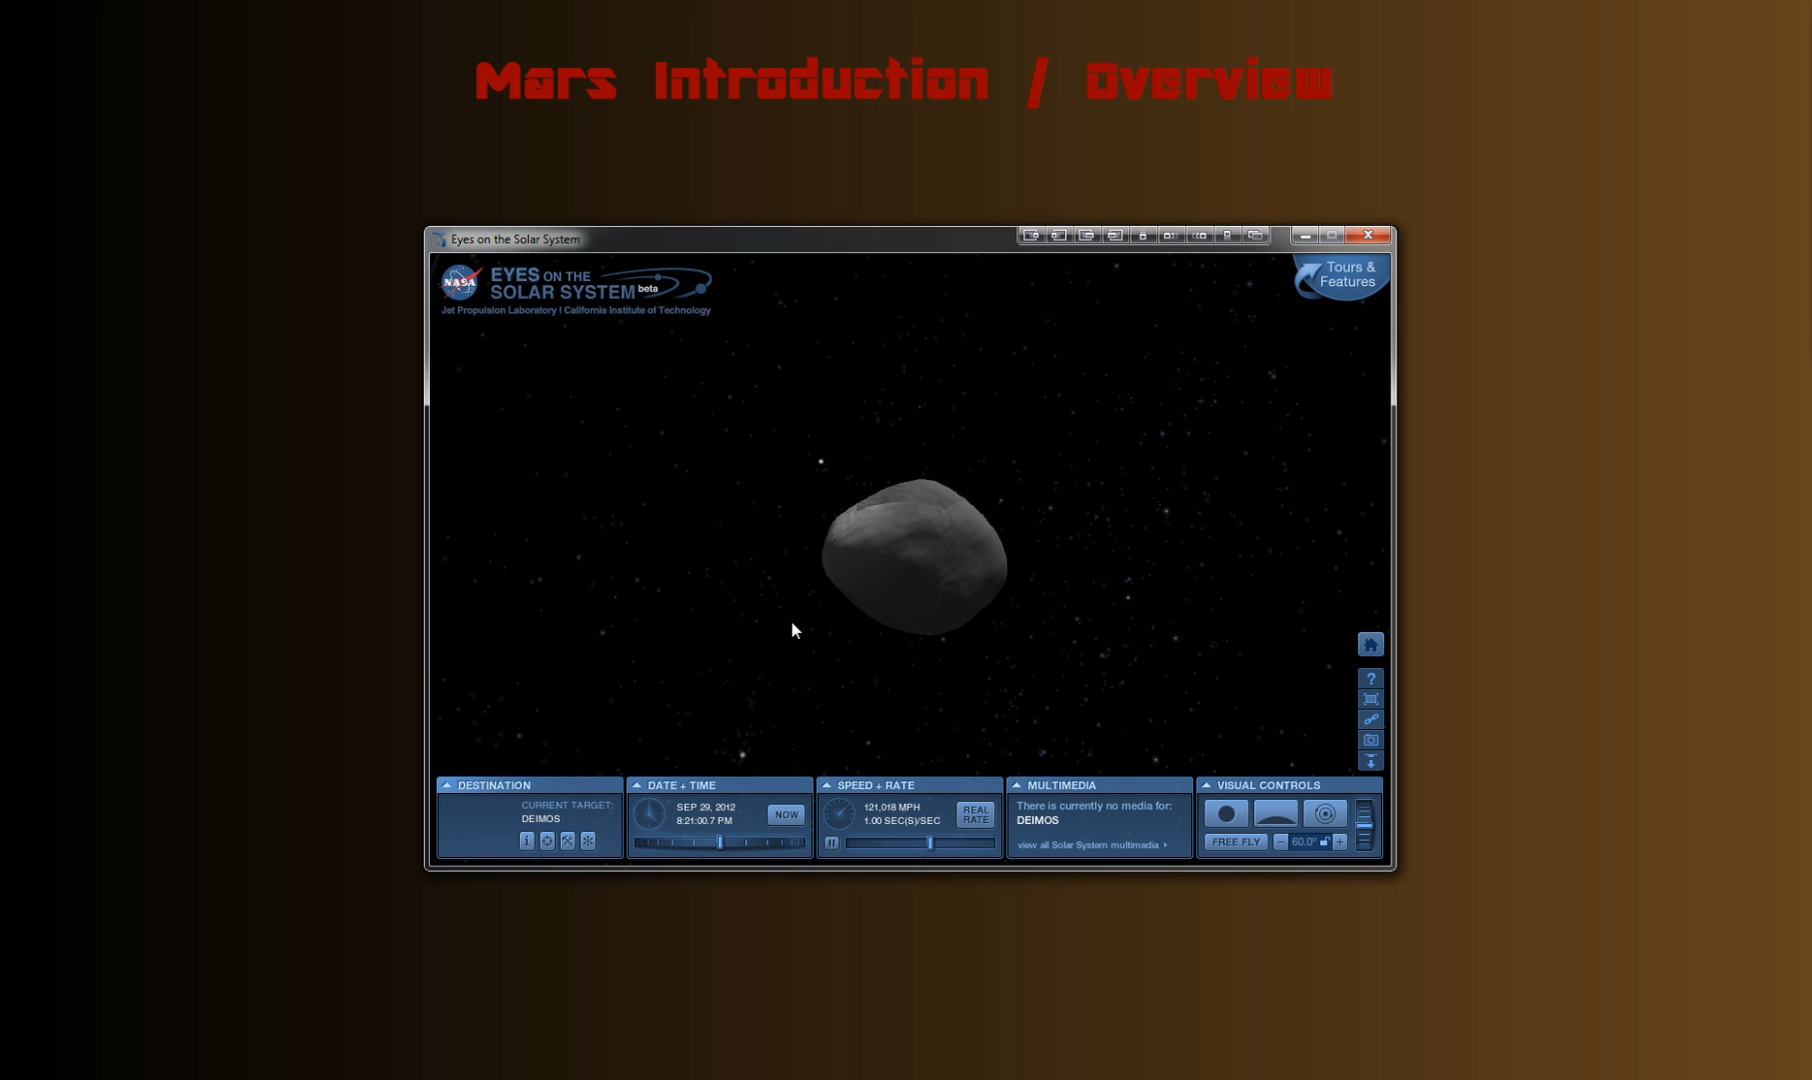 Mars Introduction / Overview
Eyes on the Solar System
NASA
EYES ON THE
SOLAR SYSTEM beta
Jet Propulsion Laboratory | California Institute of Technology
Tours &
Features
?
DESTINATION
CURRENT TARGET:
DEIMOS
DATE + TIME
SEP 29, 2012
8:21:00.7 PM
NOW
SPEED + RATE
121,018 MPH
1.00 SEC(S)/SEC
REAL
RATE
MULTIMEDIA
There is currently no media for:
DEIMOS
view all Solar System multimedia
VISUAL CONTROLS
FREE FLY
− 60.0° +